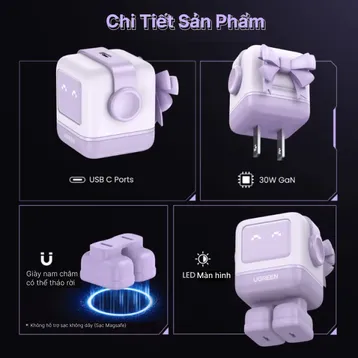 Chi Tiết Sản Phẩm
USB C Ports
30W GaN
Giày nam châm
có thể tháo rời
* Không hỗ trợ sạc không dây (Sạc Magsafe)
LED Màn hình
UGREEN